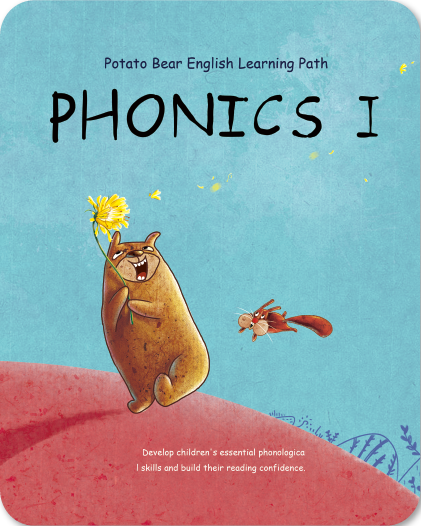 Potato Bear English Learning Path
PHONICS I
Develop children's essential phonologica
l skills and build their reading confidence.